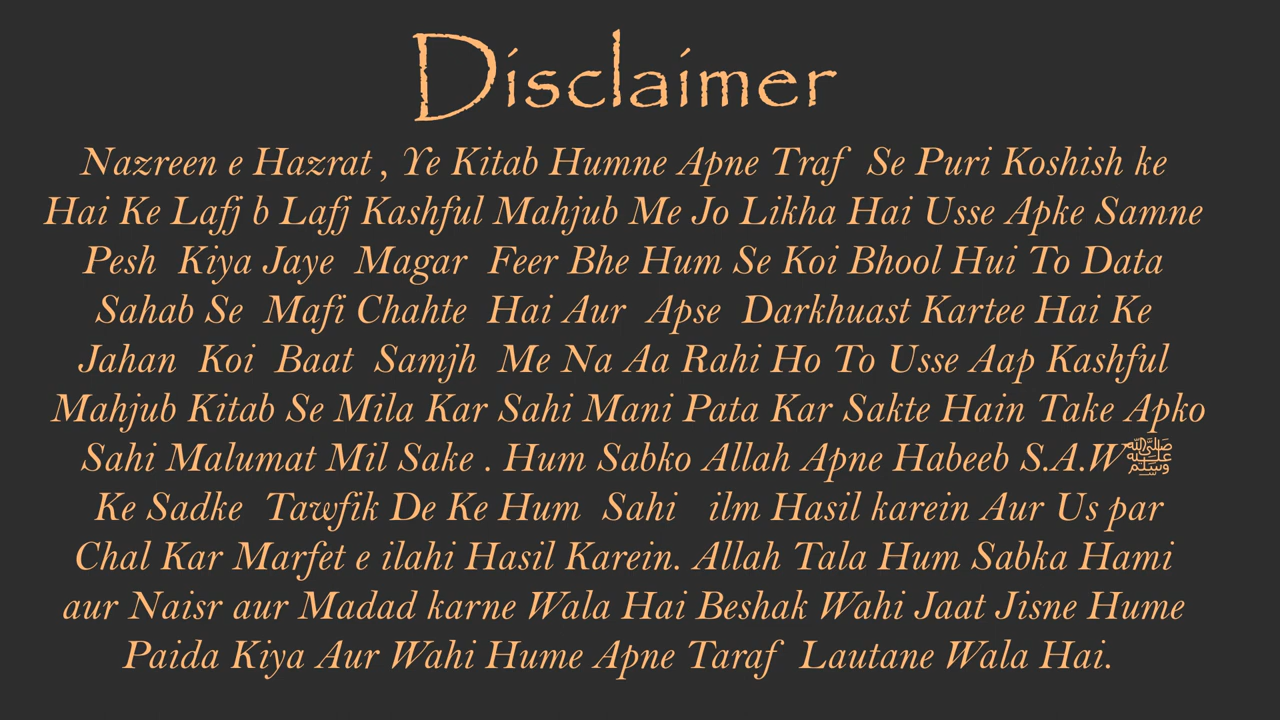 Disclaimer
Nazreen e Hazrat , Ye Kitab Humne Apne Traf Se Puri Koshish ke
Hai Ke Lafj b Lafj Kashful Mahjub Me Jo Likha Hai Usse Apke Samne
Pesh Kiya Jaye Magar Feer Bhe Hum Se Koi Bhool Hui To Data
Sahab Se Mafi Chahte Hai Aur Apse Darkhuast Kartee Hai Ke
Jahan Koi Baat Samjh Me Na Aa Rahi Ho To Usse Aap Kashful
Mahjub Kitab Se Mila Kar Sahi Mani Pata Kar Sakte Hain Take Apko
Sahi Malumat Mil Sake . Hum Sabko Allah Apne Habeeb S.A.Wﷺ
Ke Sadke Tawfik De Ke Hum Sahi ilm Hasil karein Aur Us par
Chal Kar Marfet e ilahi Hasil Karein. Allah Tala Hum Sabka Hami
aur Naisr aur Madad karne Wala Hai Beshak Wahi Jaat Jisne Hume
Paida Kiya Aur Wahi Hume Apne Taraf Lautane Wala Hai.